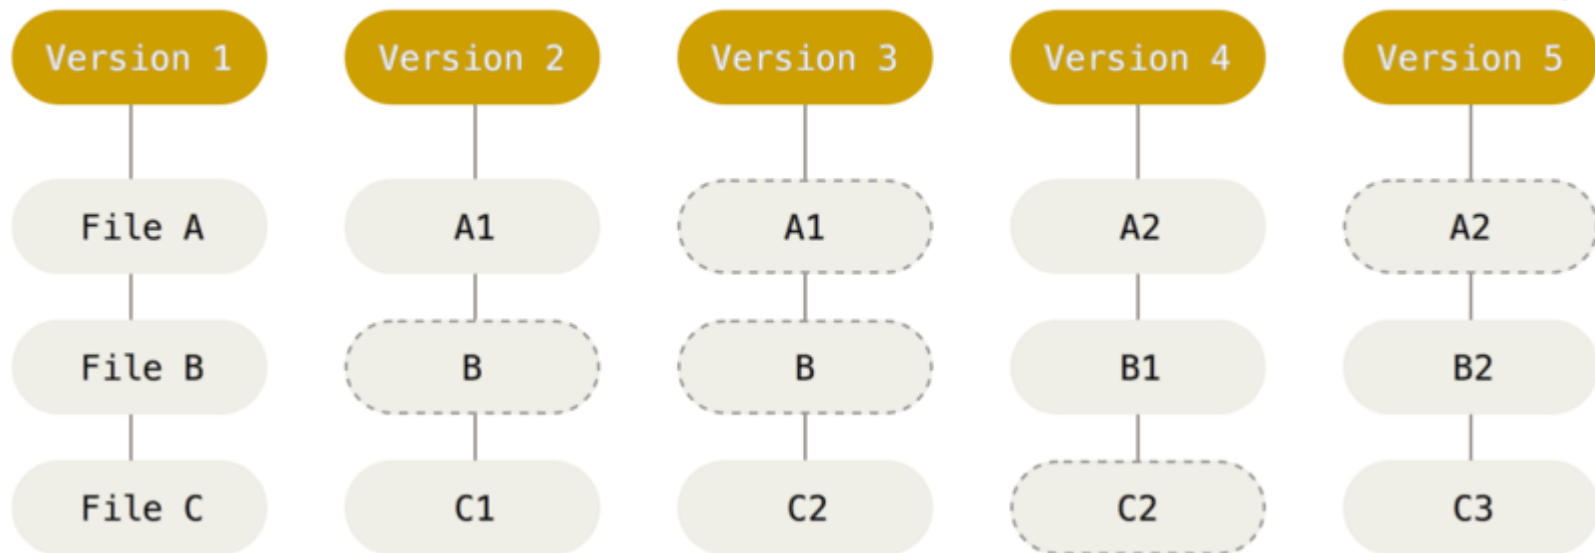 Version 1 Version 2 Version 3 Version 4 Version 5
File A A1 A1 A2 A2
File B B B B1 B2
File C C1 C2 C2 C3